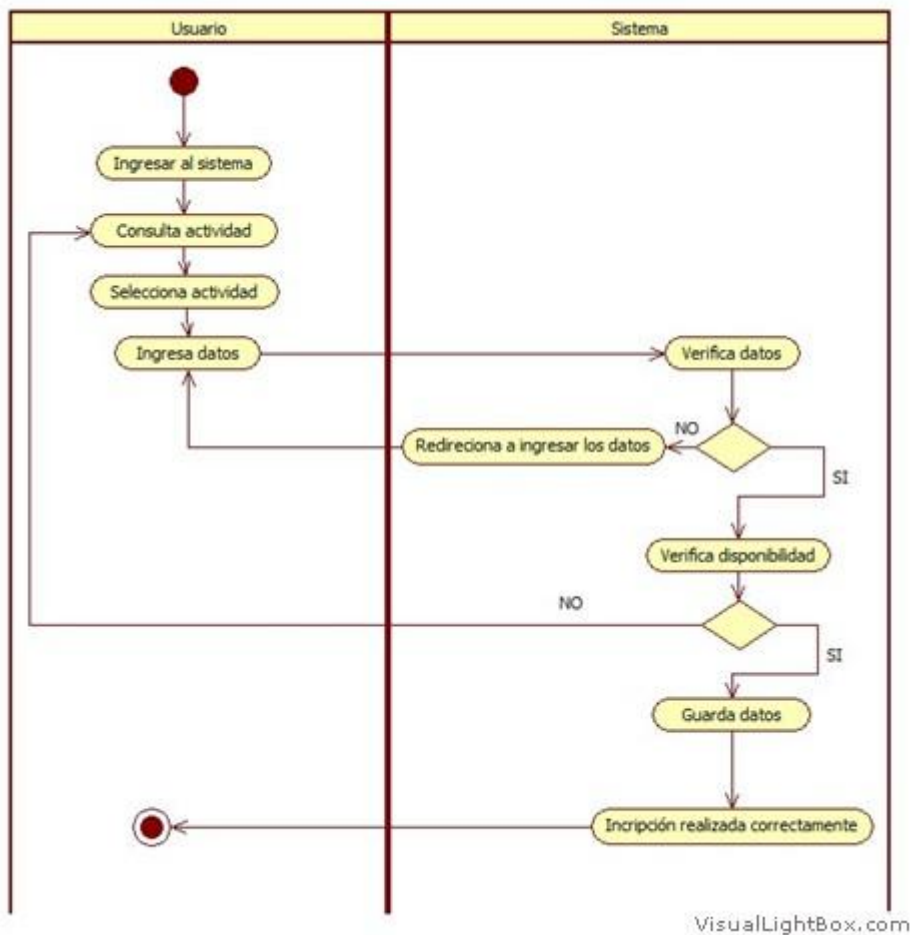 Usuario
Sistema
Ingresar al sistema
Consulta actividad
Selecciona actividad
Ingresa datos
Verifica datos
NO
Redireciona a ingresar los datos
SI
Verifica disponibilidad
NO
SI
Guarda datos
Incripción realizada correctamente
VisualLightBox.com